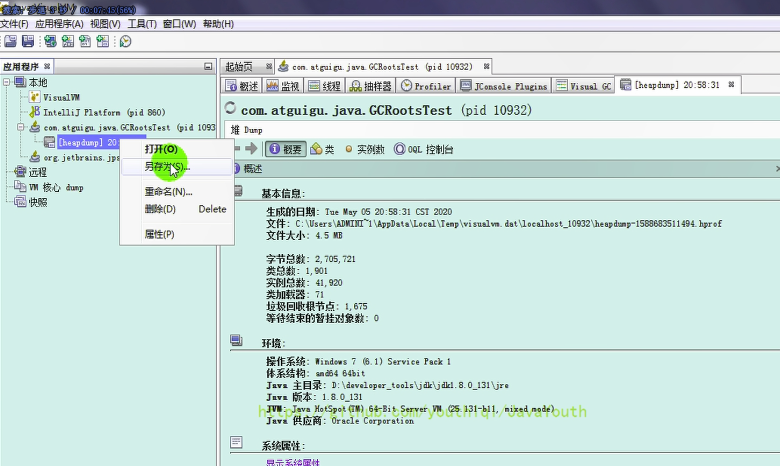 文件(F) 应用程序(A) 视图(V) 工具(T) 窗口(W) 帮助(H)
应用程序
起始页 com.atguigu.java.GCRootsTest (pid 10932)
本地
VisualVM
IntelliJ Platform (pid 860)
com.atguigu.java.GCRootsTest (pid 1093
[heapdump] 20
org.jetbrains.jps
远程
VM 核心 dump
快照
打开(O)
另存为(S)...
重命名(N)...
删除(D) Delete
属性(P)
概述 监视 线程 抽样器 Profiler JConsole Plugins Visual GC [heapdump] 20:58:31
com.atguigu.java.GCRootsTest (pid 10932)
堆 Dump
概要 类 实例数 OQL 控制台
概述
基本信息:
生成的日期: Tue May 05 20:58:31 CST 2020
文件: C:\Users\ADMINI~1\AppData\Local\Temp\visualvm.dat\localhost_10932\heapdump-1588683511494.hprof
文件大小: 4.5 MB
字节总数: 2,705,721
类总数: 1,901
实例总数: 41,920
类加载器: 71
垃圾回收根节点: 1,675
等待结束的暂挂对象数: 0
环境:
操作系统: Windows 7 (6.1) Service Pack 1
体系结构: amd64 64bit
Java 主目录: D:\developer_tools\jdk\jdk1.8.0_131\jre
Java 版本: 1.8.0_131
JVM: Java HotSpot(TM) 64-Bit Server VM (25.131-b11, mixed mode)
Java 供应商: Oracle Corporation
系统属性:
显示系统属性